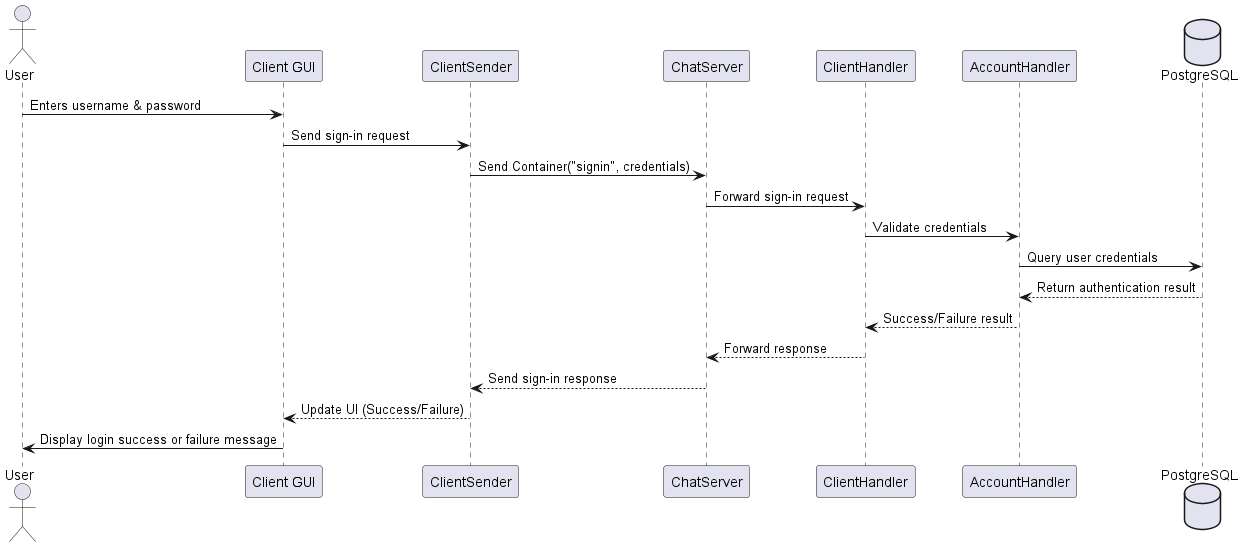 User
Client GUI
ClientSender
ChatServer
ClientHandler
AccountHandler
PostgreSQL
Enters username & password
Send sign-in request
Send Container("signin", credentials)
Forward sign-in request
Validate credentials
Query user credentials
Return authentication result
Success/Failure result
Forward response
Send sign-in response
Update UI (Success/Failure)
Display login success or failure message
User
Client GUI
ClientSender
ChatServer
ClientHandler
AccountHandler
PostgreSQL